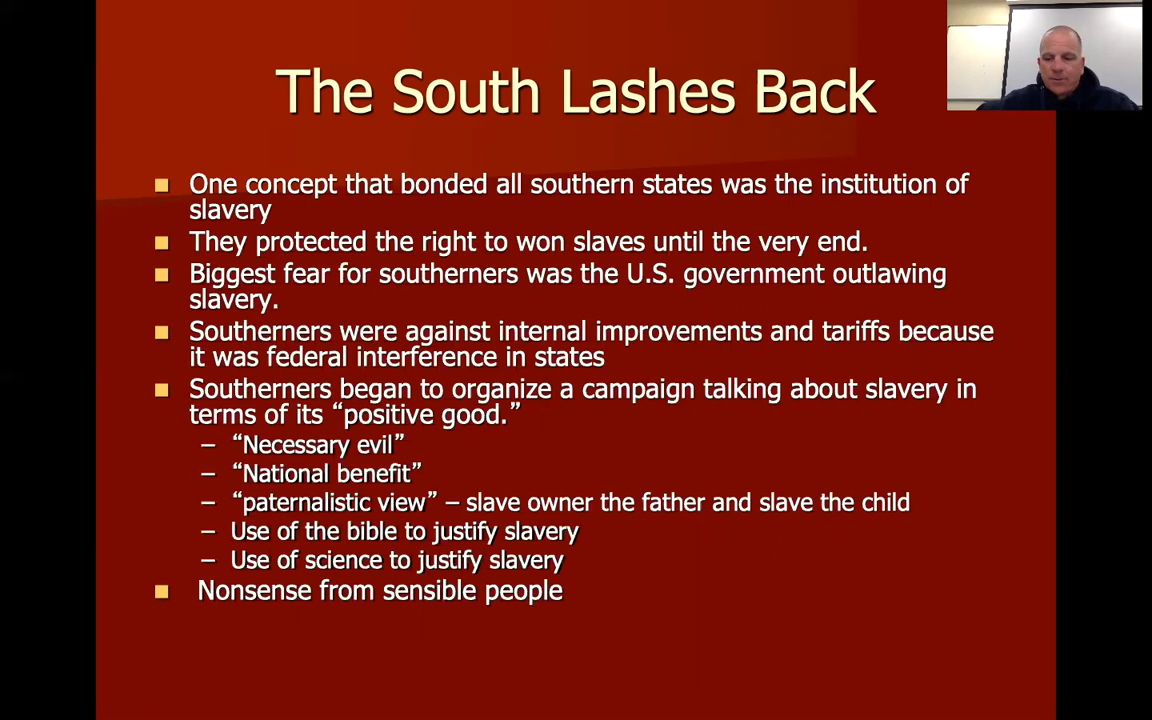 The South Lashes Back
■ One concept that bonded all southern states was the institution of
slavery
■ They protected the right to won slaves until the very end.
■ Biggest fear for southerners was the U.S. government outlawing
slavery.
■ Southerners were against internal improvements and tariffs because
it was federal interference in states
■ Southerners began to organize a campaign talking about slavery in
terms of its “positive good.”
– “Necessary evil”
– “National benefit”
– “paternalistic view” – slave owner the father and slave the child
– Use of the bible to justify slavery
– Use of science to justify slavery
■ Nonsense from sensible people